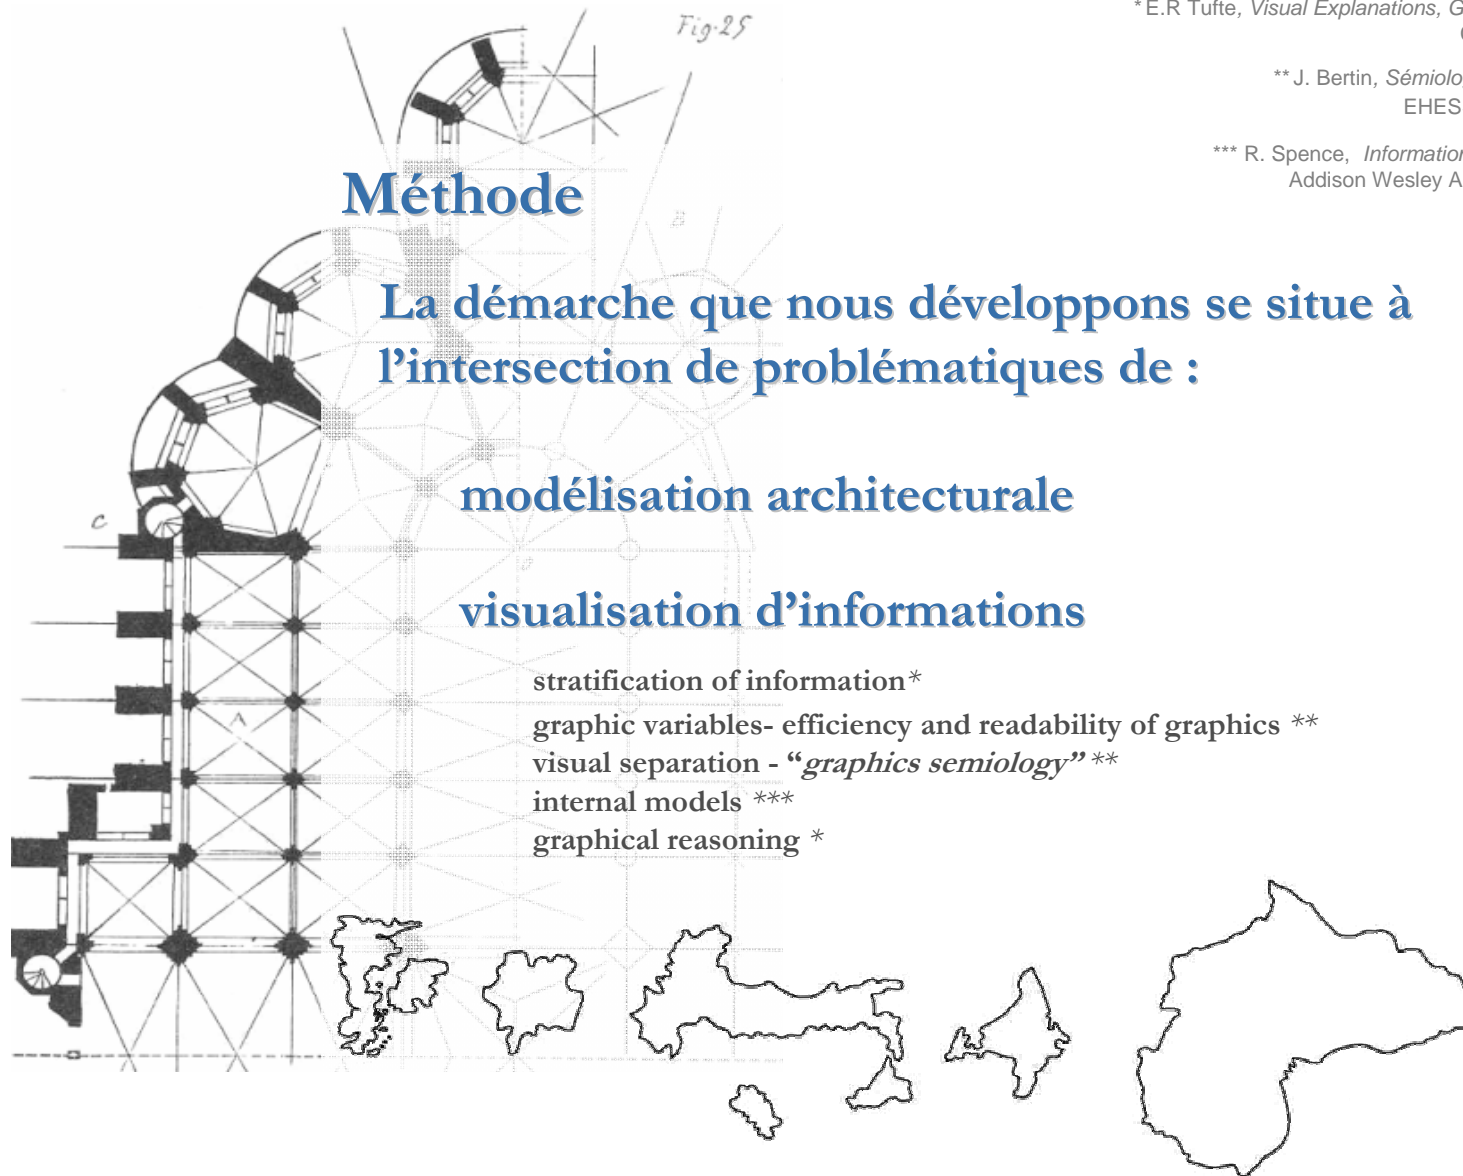 Fig.25
* E.R Tufte, Visual Explanations,
** J. Bertin,
EHES
*** R. Spence, Information
Addison Wesley A
Méthode
B
La démarche que nous développons se situe à
l’intersection de problématiques de :
modélisation architecturale
C
visualisation d’informations
stratification of information*
A
graphic variables- efficiency and readability of graphics **
visual separation - “graphics semiology” **
internal models ***
graphical reasoning *